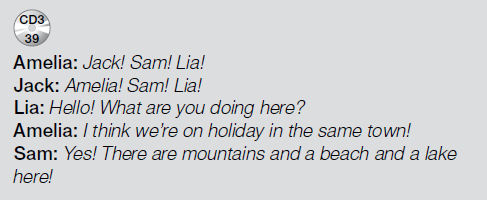 CD3
39
Amelia: Jack! Sam! Lia!
Jack: Amelia! Sam! Lia!
Lia: Hello! What are you doing here?
Amelia: I think we're on holiday in the same town!
Sam: Yes! There are mountains and a beach and a lake
here!